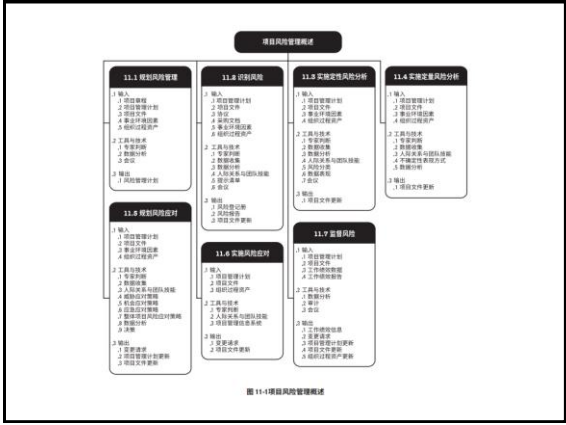 项目风险管理概述
11.1 规划风险管理
.1 输入
.1 项目章程
.2 项目管理计划
.3 项目文件
.4 事业环境因素
.5 组织过程资产
.2 工具与技术
.1 专家判断
.2 数据分析
.3 会议
.3 输出
.1 风险管理计划
11.2 识别风险
.1 输入
.1 项目管理计划
.2 项目文件
.3 协议
.4 采购文档
.5 事业环境因素
.6 组织过程资产
.2 工具与技术
.1 专家判断
.2 数据收集
.3 数据分析
.4 人际关系与团队技能
.5 提示清单
.6 会议
.3 输出
.1 风险登记册
.2 风险报告
.3 项目文件更新
11.3 实施定性风险分析
.1 输入
.1 项目管理计划
.2 项目文件
.3 事业环境因素
.4 组织过程资产
.2 工具与技术
.1 专家判断
.2 数据收集
.3 数据分析
.4 人际关系与团队技能
.5 风险分类
.6 数据表现
.7 会议
.3 输出
.1 项目文件更新
11.4 实施定量风险分析
.1 输入
.1 项目管理计划
.2 项目文件
.3 事业环境因素
.4 组织过程资产
.2 工具与技术
.1 专家判断
.2 数据收集
.3 人际关系与团队技能
.4 不确定性表现方式
.5 数据分析
.3 输出
.1 项目文件更新
11.5 规划风险应对
.1 输入
.1 项目管理计划
.2 项目文件
.3 事业环境因素
.4 组织过程资产
.2 工具与技术
.1 专家判断
.2 数据收集
.3 人际关系与团队技能
.4 威胁应对策略
.5 机会应对策略
.6 应急应对策略
.7 整体项目风险应对策略
.8 数据分析
.9 决策
.3 输出
.1 变更请求
.2 项目管理计划更新
.3 项目文件更新
11.6 实施风险应对
.1 输入
.1 项目管理计划
.2 项目文件
.3 组织过程资产
.2 工具与技术
.1 专家判断
.2 人际关系与团队技能
.3 项目管理信息系统
.3 输出
.1 变更请求
.2 项目文件更新
11.7 监督风险
.1 输入
.1 项目管理计划
.2 项目文件
.3 工作绩效数据
.4 工作绩效报告
.2 工具与技术
.1 数据分析
.2 审计
.3 会议
.3 输出
.1 工作绩效信息
.2 变更请求
.3 项目管理计划更新
.4 项目文件更新
.5 组织过程资产更新
图 11-1项目风险管理概述